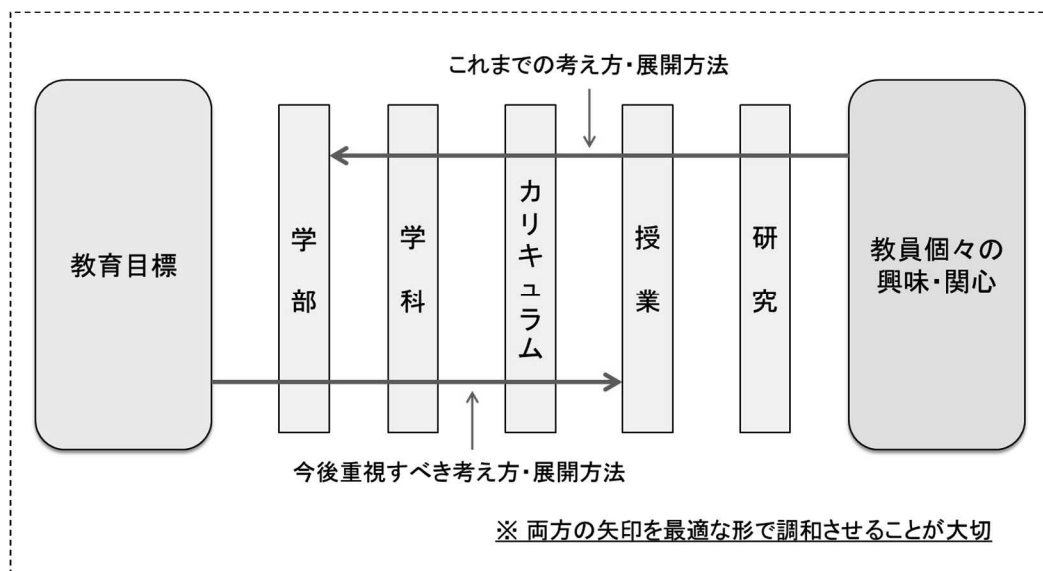 これまでの考え方・展開方法
教育目標
学部
学科
カリキュラム
授業
研究
教員個々の
興味・関心
今後重視すべき考え方・展開方法
※ 両方の矢印を最適な形で調和させることが大切